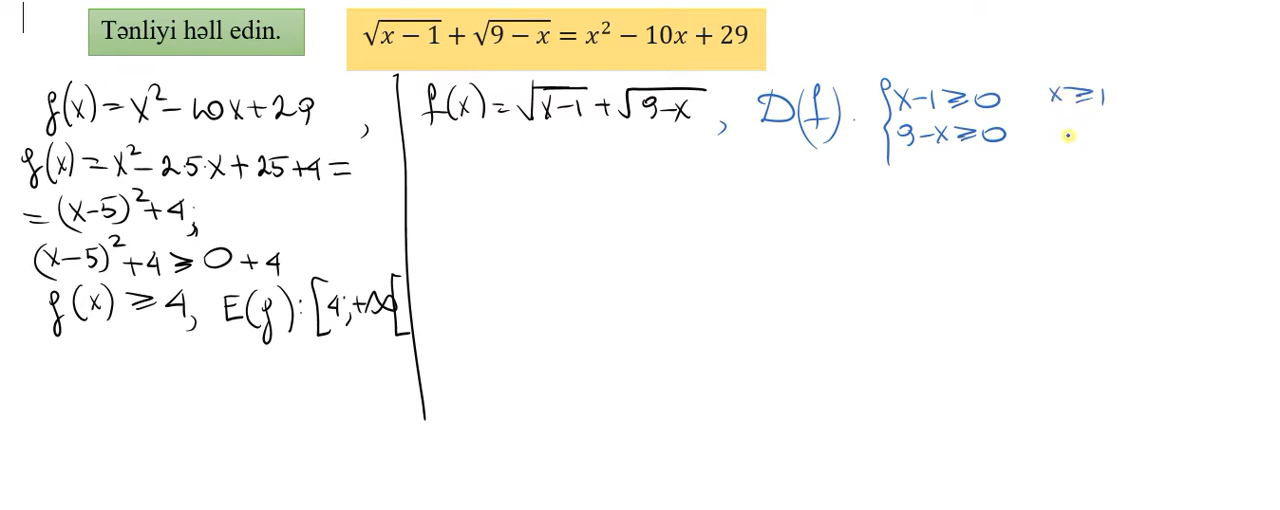 Tənliyi həll edin.
√x − 1 + √9 − x = x² − 10x + 29
g(x) = x² − 10x + 29 ,
g(x) = x² − 2·5·x + 25 + 4 =
= (x−5)² + 4;
(x−5)² + 4 ⩾ 0 + 4
g(x) ⩾ 4, E(g): [4; +∞[
f(x) = √x−1 + √9−x , D(f). { x−1 ⩾ 0 x ⩾ 1
9−x ⩾ 0